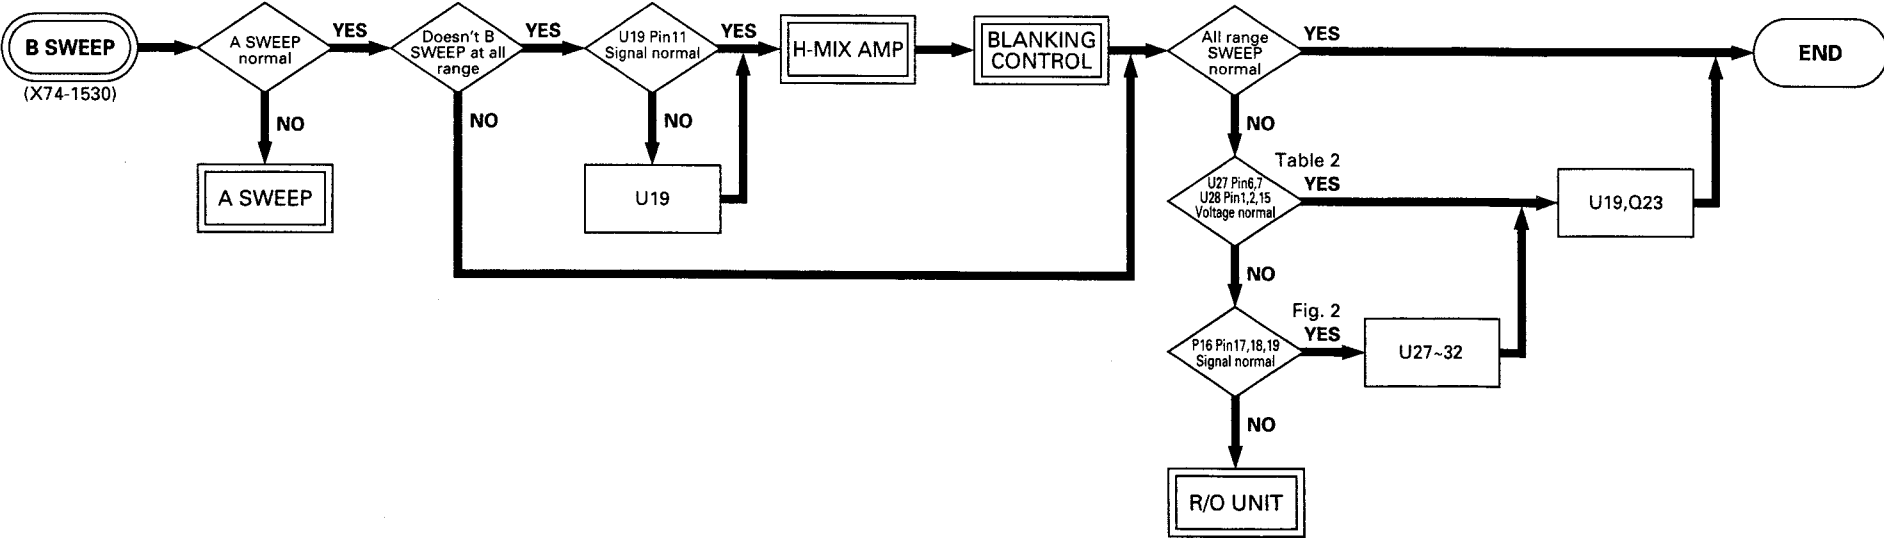 B SWEEP
(X74-1530)
A SWEEP
normal
YES
NO
A SWEEP
Doesn't B
SWEEP at all
range
YES
NO
U19 Pin11
Signal normal
YES
NO
U19
H-MIX AMP
BLANKING
CONTROL
All range
SWEEP
normal
YES
NO
END
Table 2
U27 Pin6,7
U28 Pin1,2,15
Voltage normal
YES
NO
U19,Q23
Fig. 2
P16 Pin17,18,19
Signal normal
YES
NO
U27~32
R/O UNIT